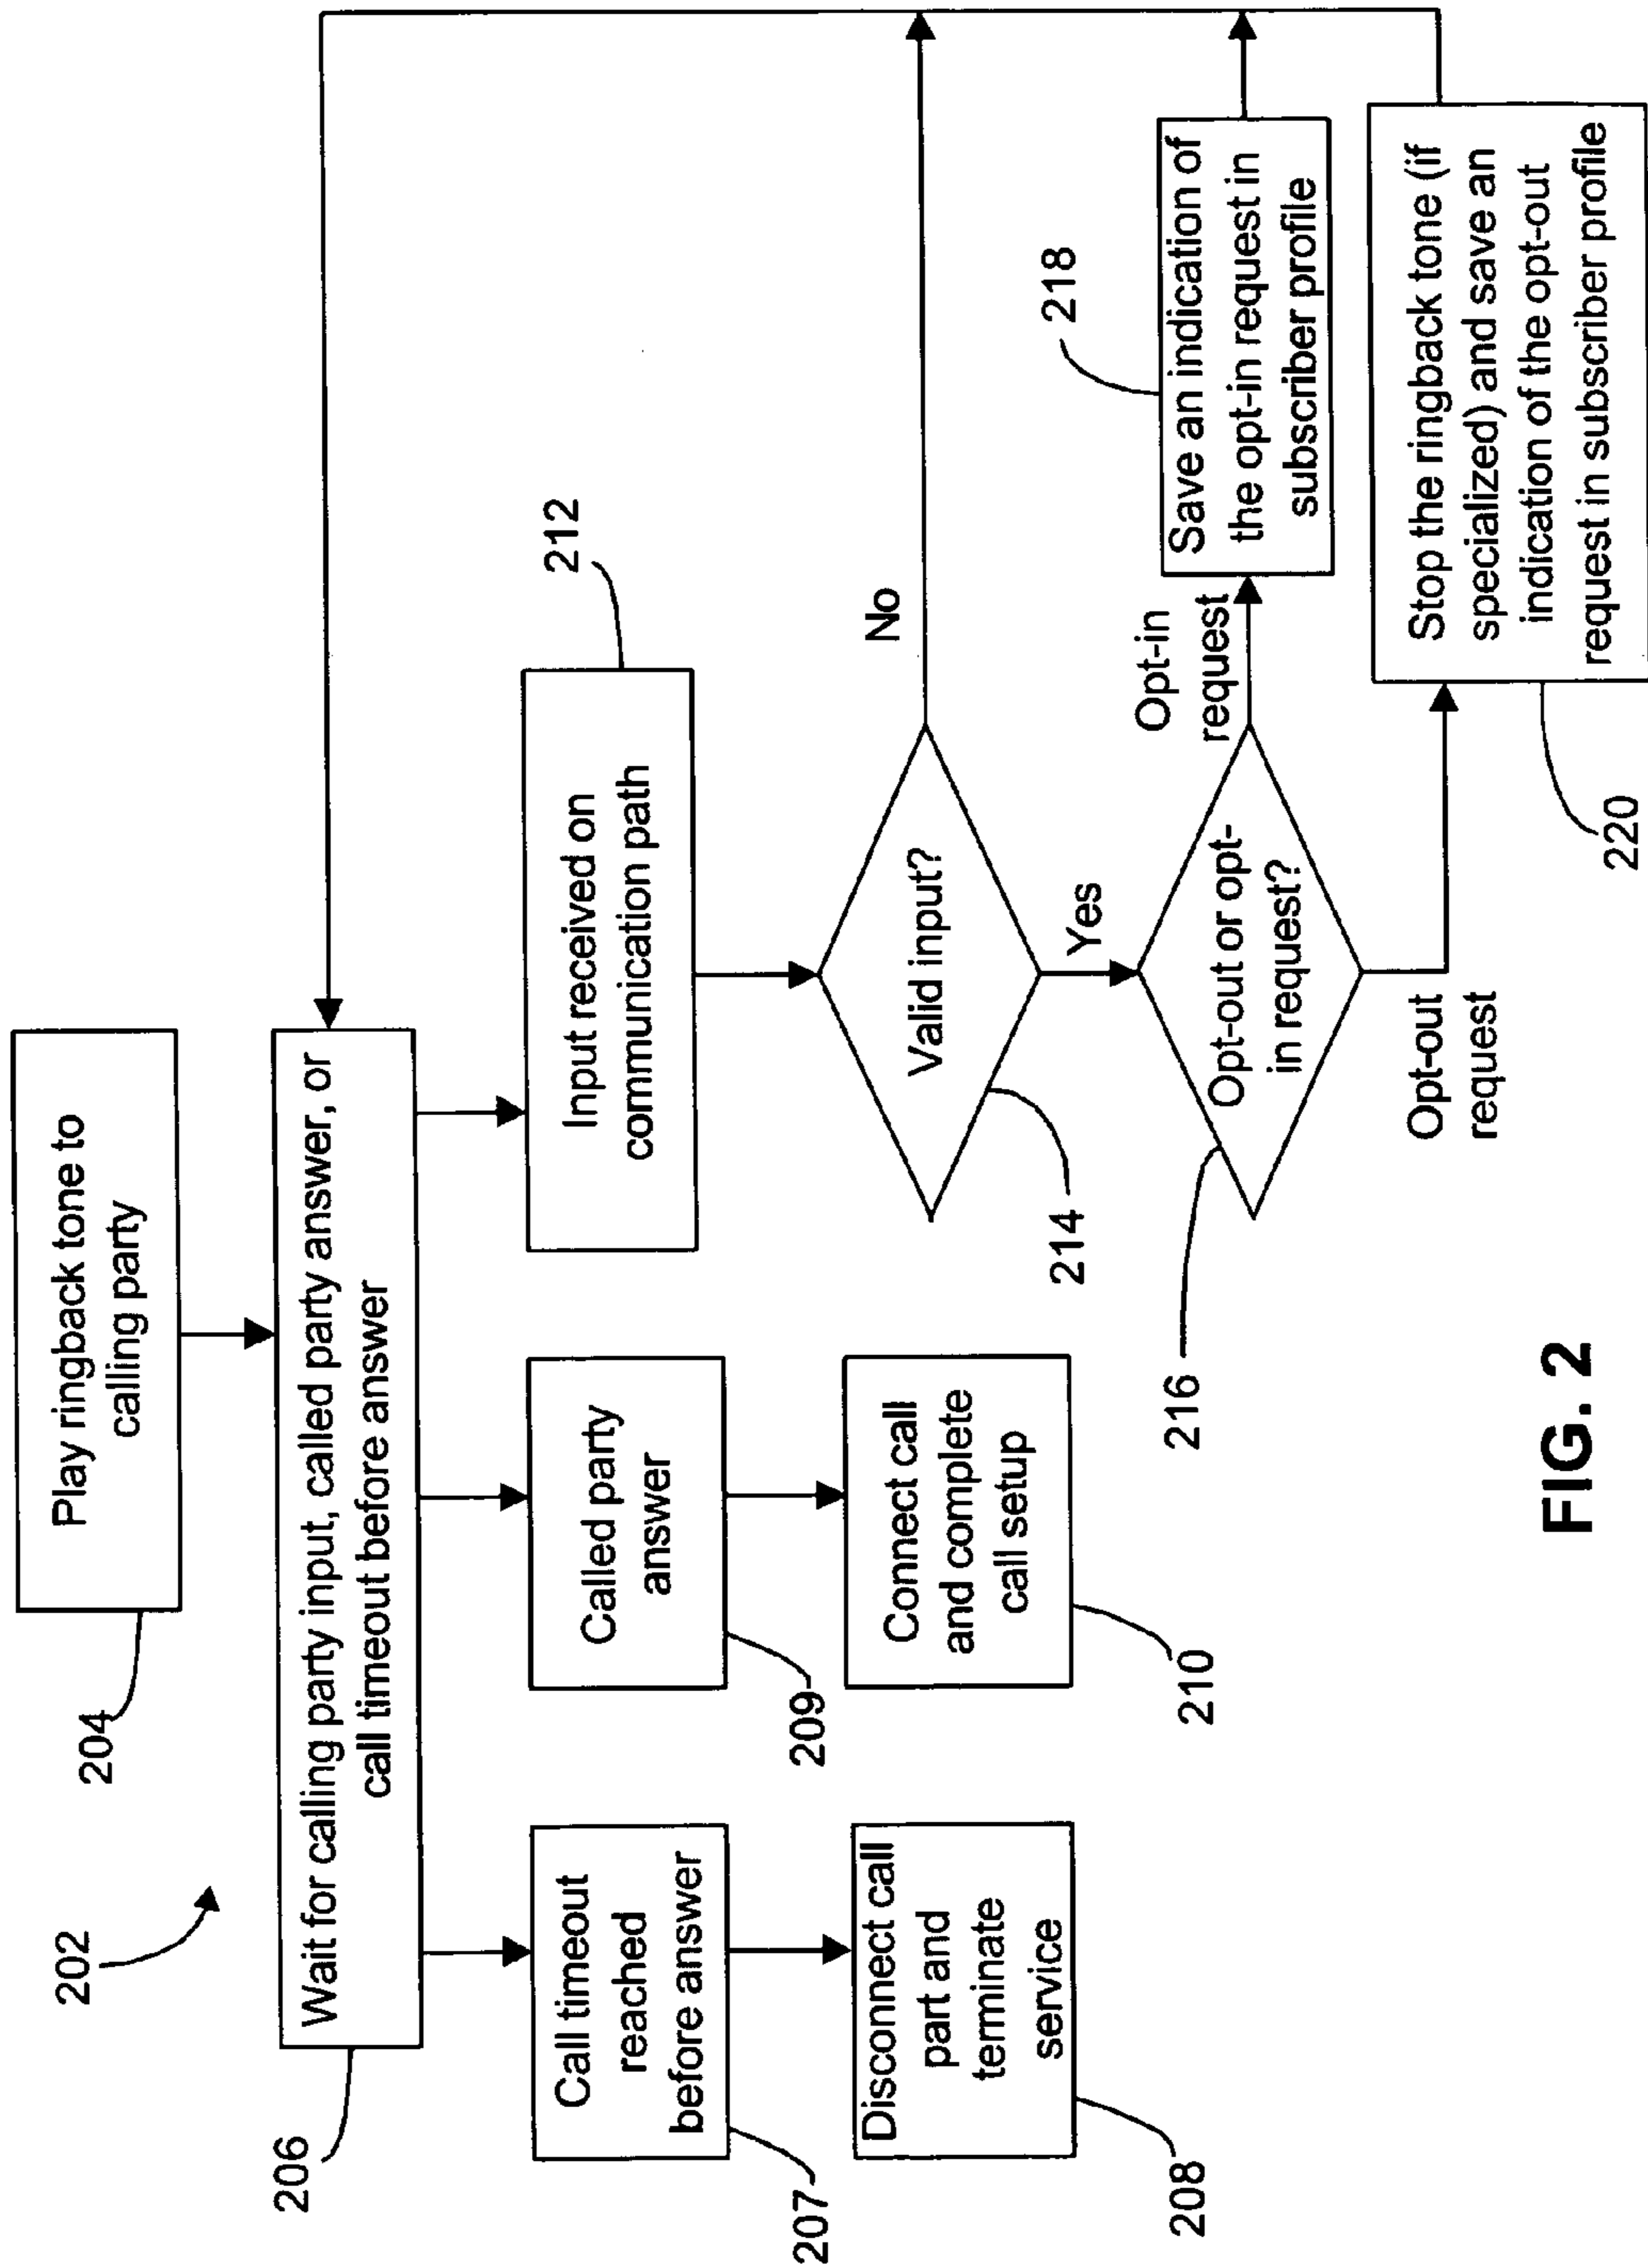 202
204
Play ringback tone to
calling party
206
Wait for calling party input, called party answer, or
call timeout before answer
207
Call timeout
reached
before answer
208
Disconnect call
part and
terminate
service
209
Called party
answer
210
Connect call
and complete
call setup
212
Input received on
communication path
214
Valid input?
No
Yes
216
Opt-out or opt-
in request?
Opt-in
request
218
Save an indication of
the opt-in request in
subscriber profile
Opt-out
request
220
Stop the ringback tone (if
specialized) and save an
indication of the opt-out
request in subscriber profile
FIG. 2